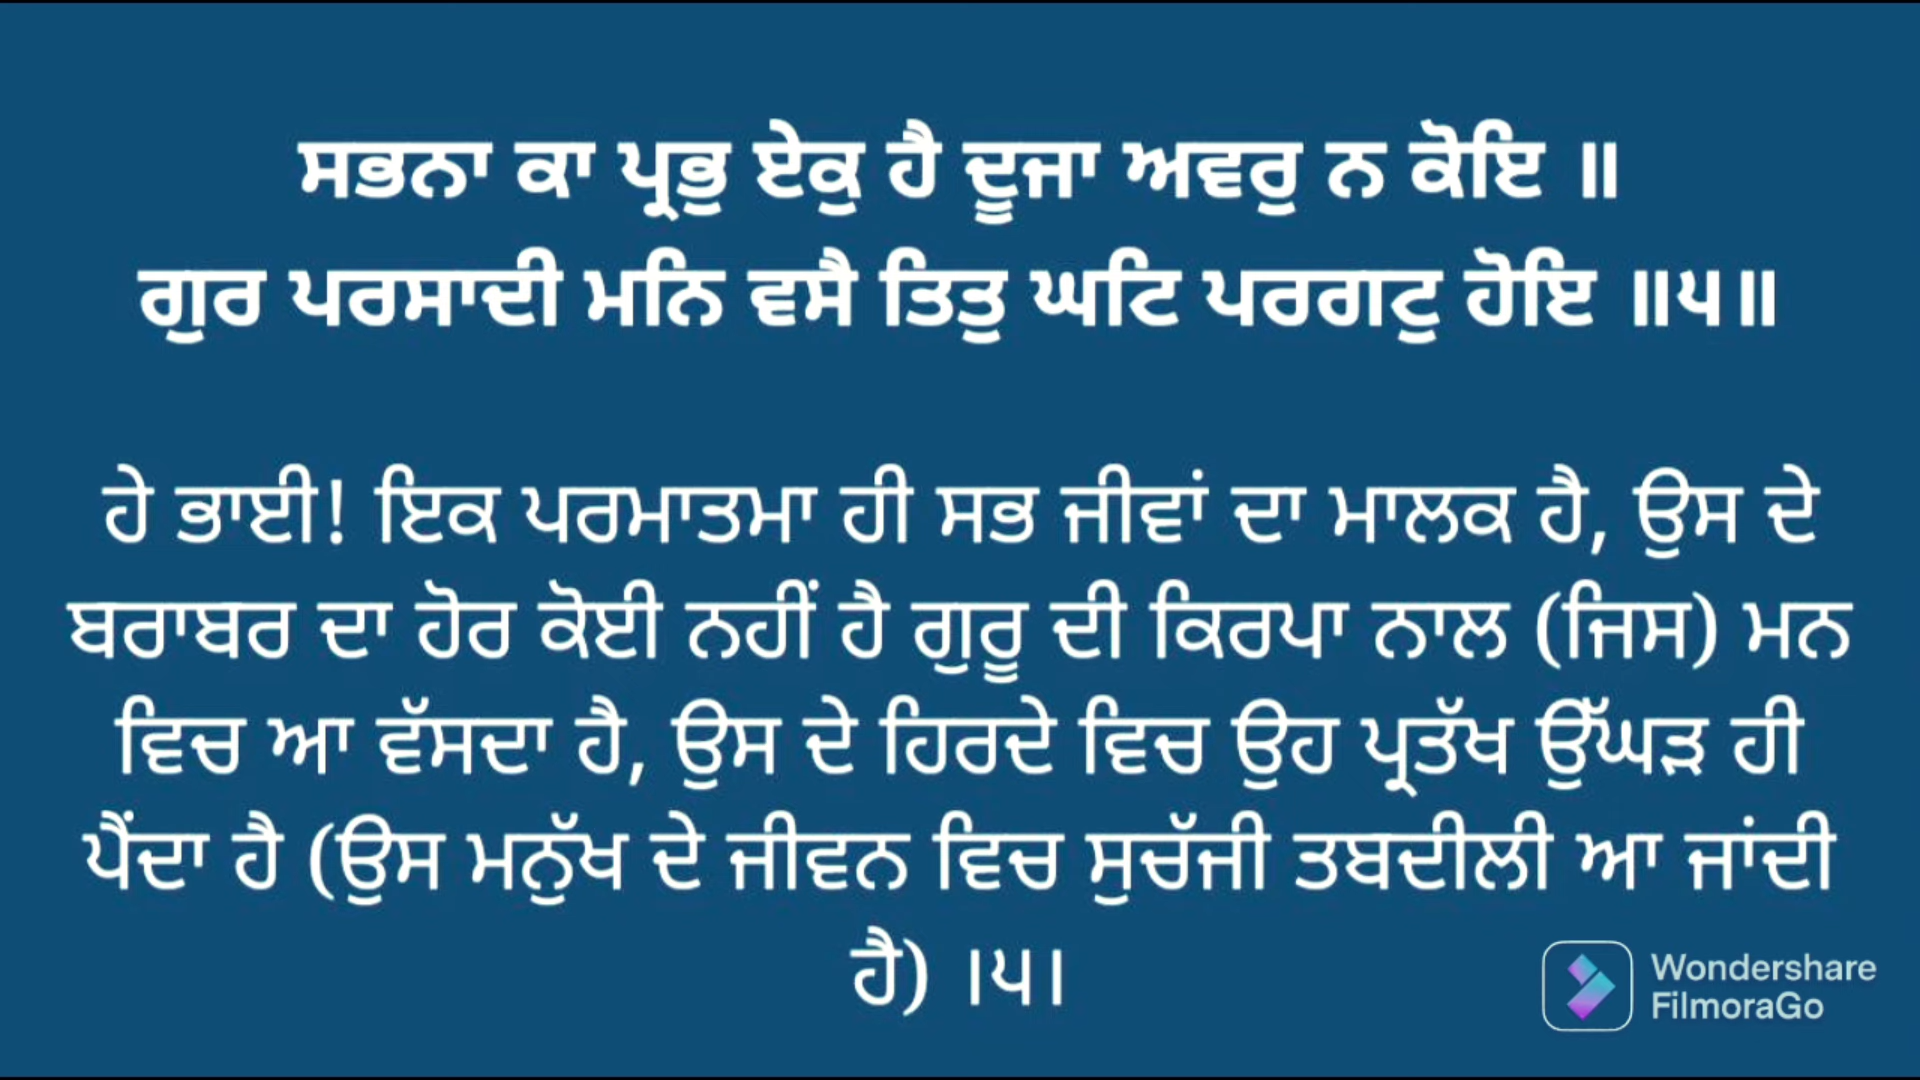 ਸਭਨਾ ਕਾ ਪ੍ਰਭੁ ਏਕੁ ਹੈ ਦੂਜਾ ਅਵਰੁ ਨ ਕੋਇ ॥
ਗੁਰ ਪਰਸਾਦੀ ਮਨਿ ਵਸੈ ਤਿਤੁ ਘਟਿ ਪਰਗਟੁ ਹੋਇ ॥੫॥
ਹੇ ਭਾਈ! ਇਕ ਪਰਮਾਤਮਾ ਹੀ ਸਭ ਜੀਵਾਂ ਦਾ ਮਾਲਕ ਹੈ, ਉਸ ਦੇ
ਬਰਾਬਰ ਦਾ ਹੋਰ ਕੋਈ ਨਹੀਂ ਹੈ ਗੁਰੂ ਦੀ ਕਿਰਪਾ ਨਾਲ (ਜਿਸ) ਮਨ
ਵਿਚ ਆ ਵੱਸਦਾ ਹੈ, ਉਸ ਦੇ ਹਿਰਦੇ ਵਿਚ ਉਹ ਪ੍ਰਤੱਖ ਉੱਘੜ ਹੀ
ਪੈਂਦਾ ਹੈ (ਉਸ ਮਨੁੱਖ ਦੇ ਜੀਵਨ ਵਿਚ ਸੁਚੱਜੀ ਤਬਦੀਲੀ ਆ ਜਾਂਦੀ
ਹੈ) ।੫।
Wondershare
FilmoraGo